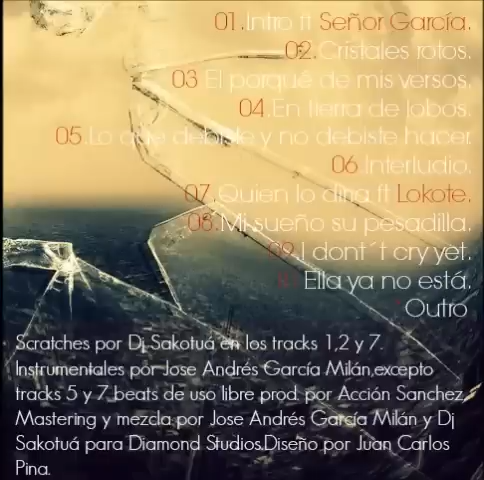 01.Intro ft Señor García.
02.Cristales rotos.
03 El porqué de mis versos.
04.En tierra de lobos.
05.Lo que debiste y no debiste hacer.
06 Interludio.
07.Quien lo diria ft Lokote.
08.Mi sueño su pesadilla.
09.I dont´t cry yet.
10 Ella ya no está.
* Outro
Scratches por Dj Sakotuá en los tracks 1,2 y 7.
Instrumentales por Jose Andrés García Milán,excepto
tracks 5 y 7,beats de uso libre prod. por Acción Sanchez,
Mastering y mezcla por Jose Andrés García Milán y Dj
Sakotuá para Diamond Studios.Diseño por Juan Carlos
Pina.